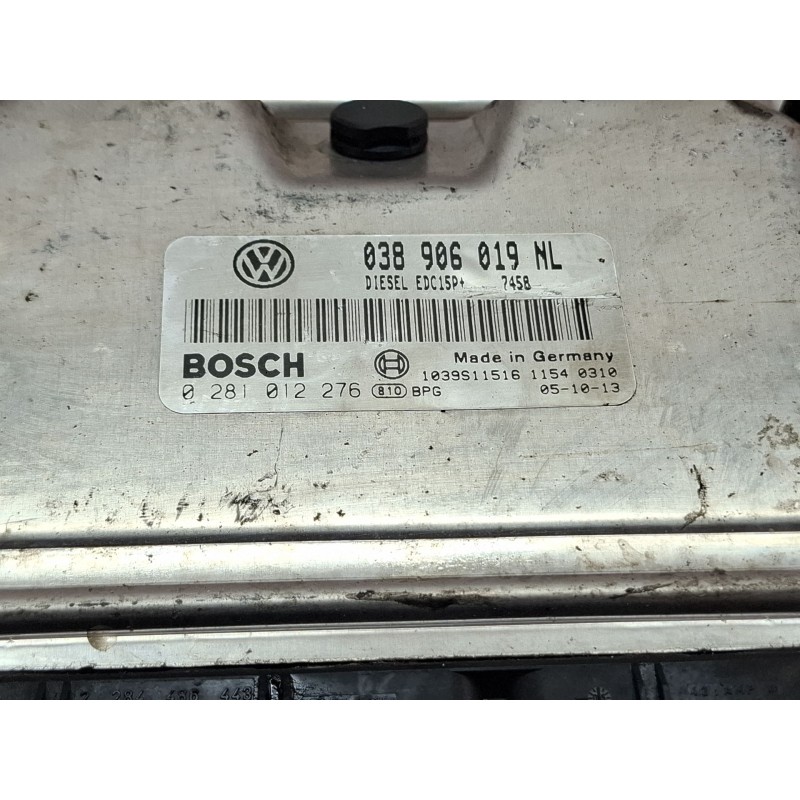 038 906 019 NL
DIESEL EDC15P+ 7458
BOSCH
Made in Germany
1039S11516 1154 0310
0 281 012 276 810 BPG 05-10-13